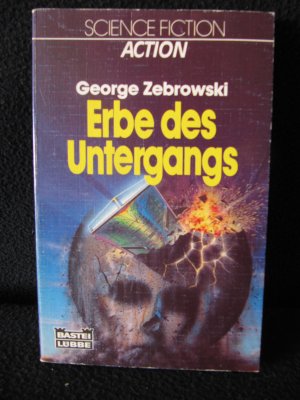 SCIENCE FICTION
ACTION
George Zebrowski
Erbe des
Untergangs
BASTEI
LÜBBE